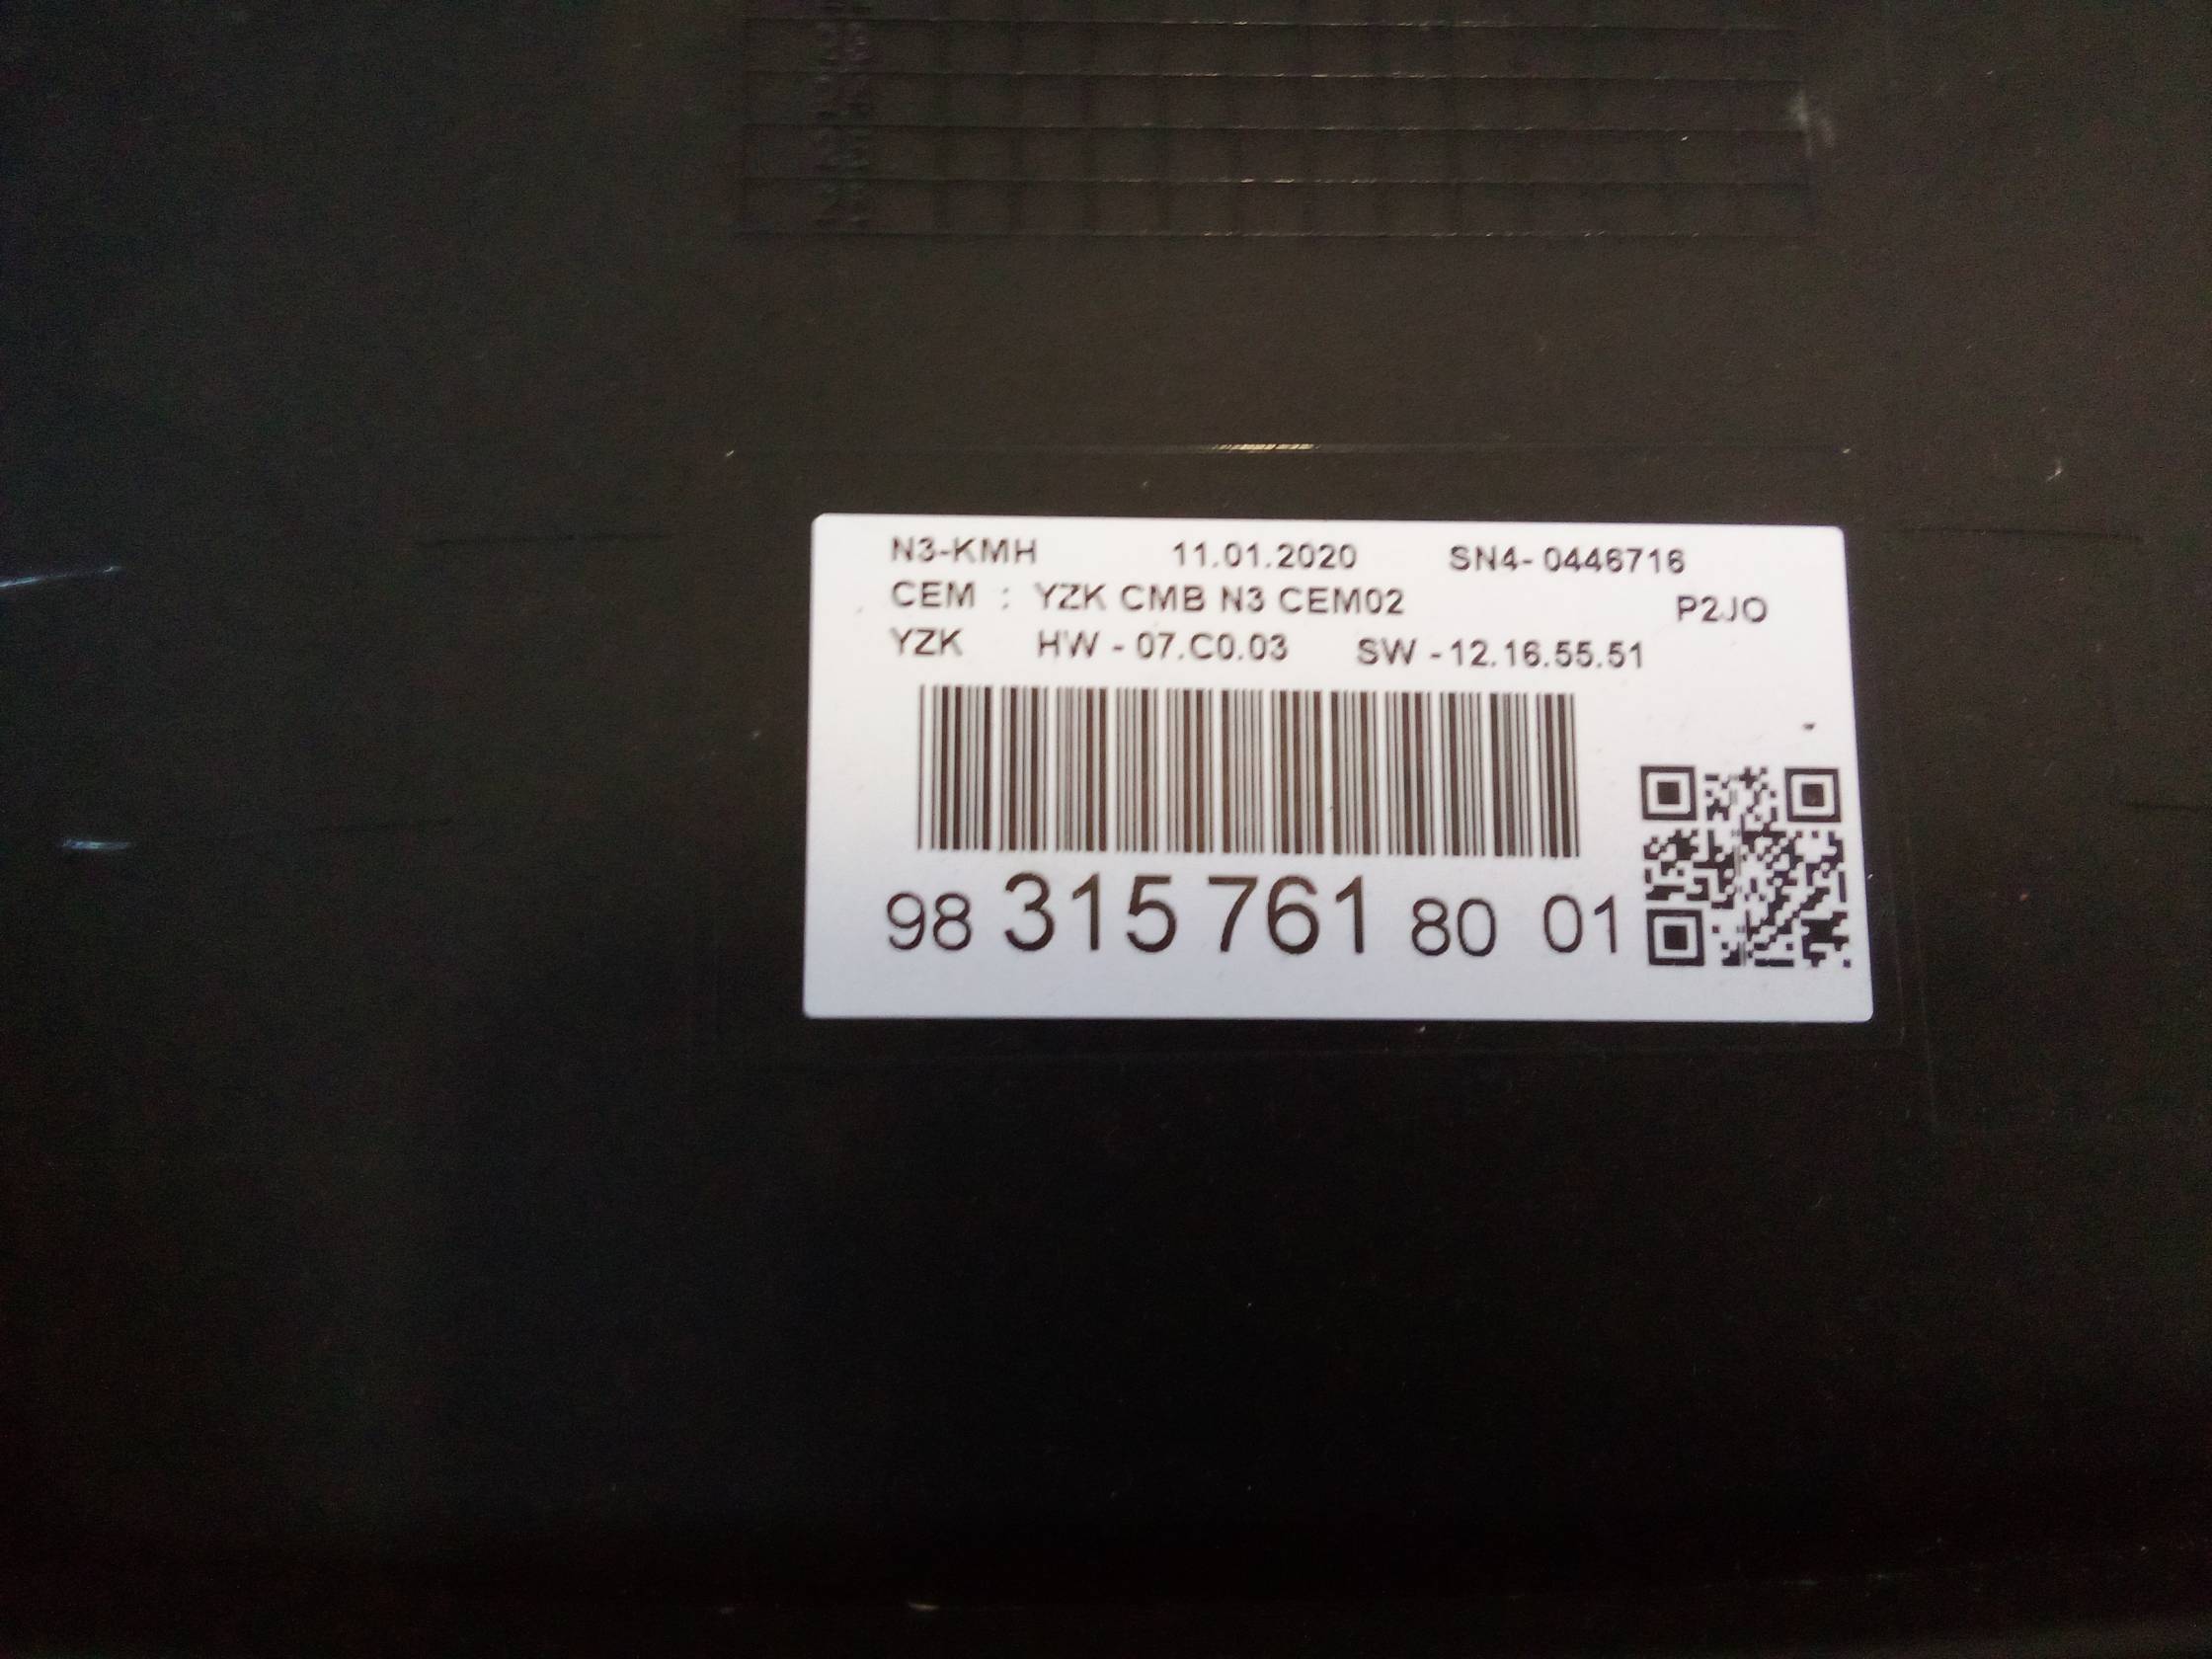 N3-KMH 11.01.2020 SN4-0446716
CEM : YZK CMB N3 CEM02 P2JO
YZK HW - 07.C0.03 SW -12.16.55.51
98 315 761 80 01